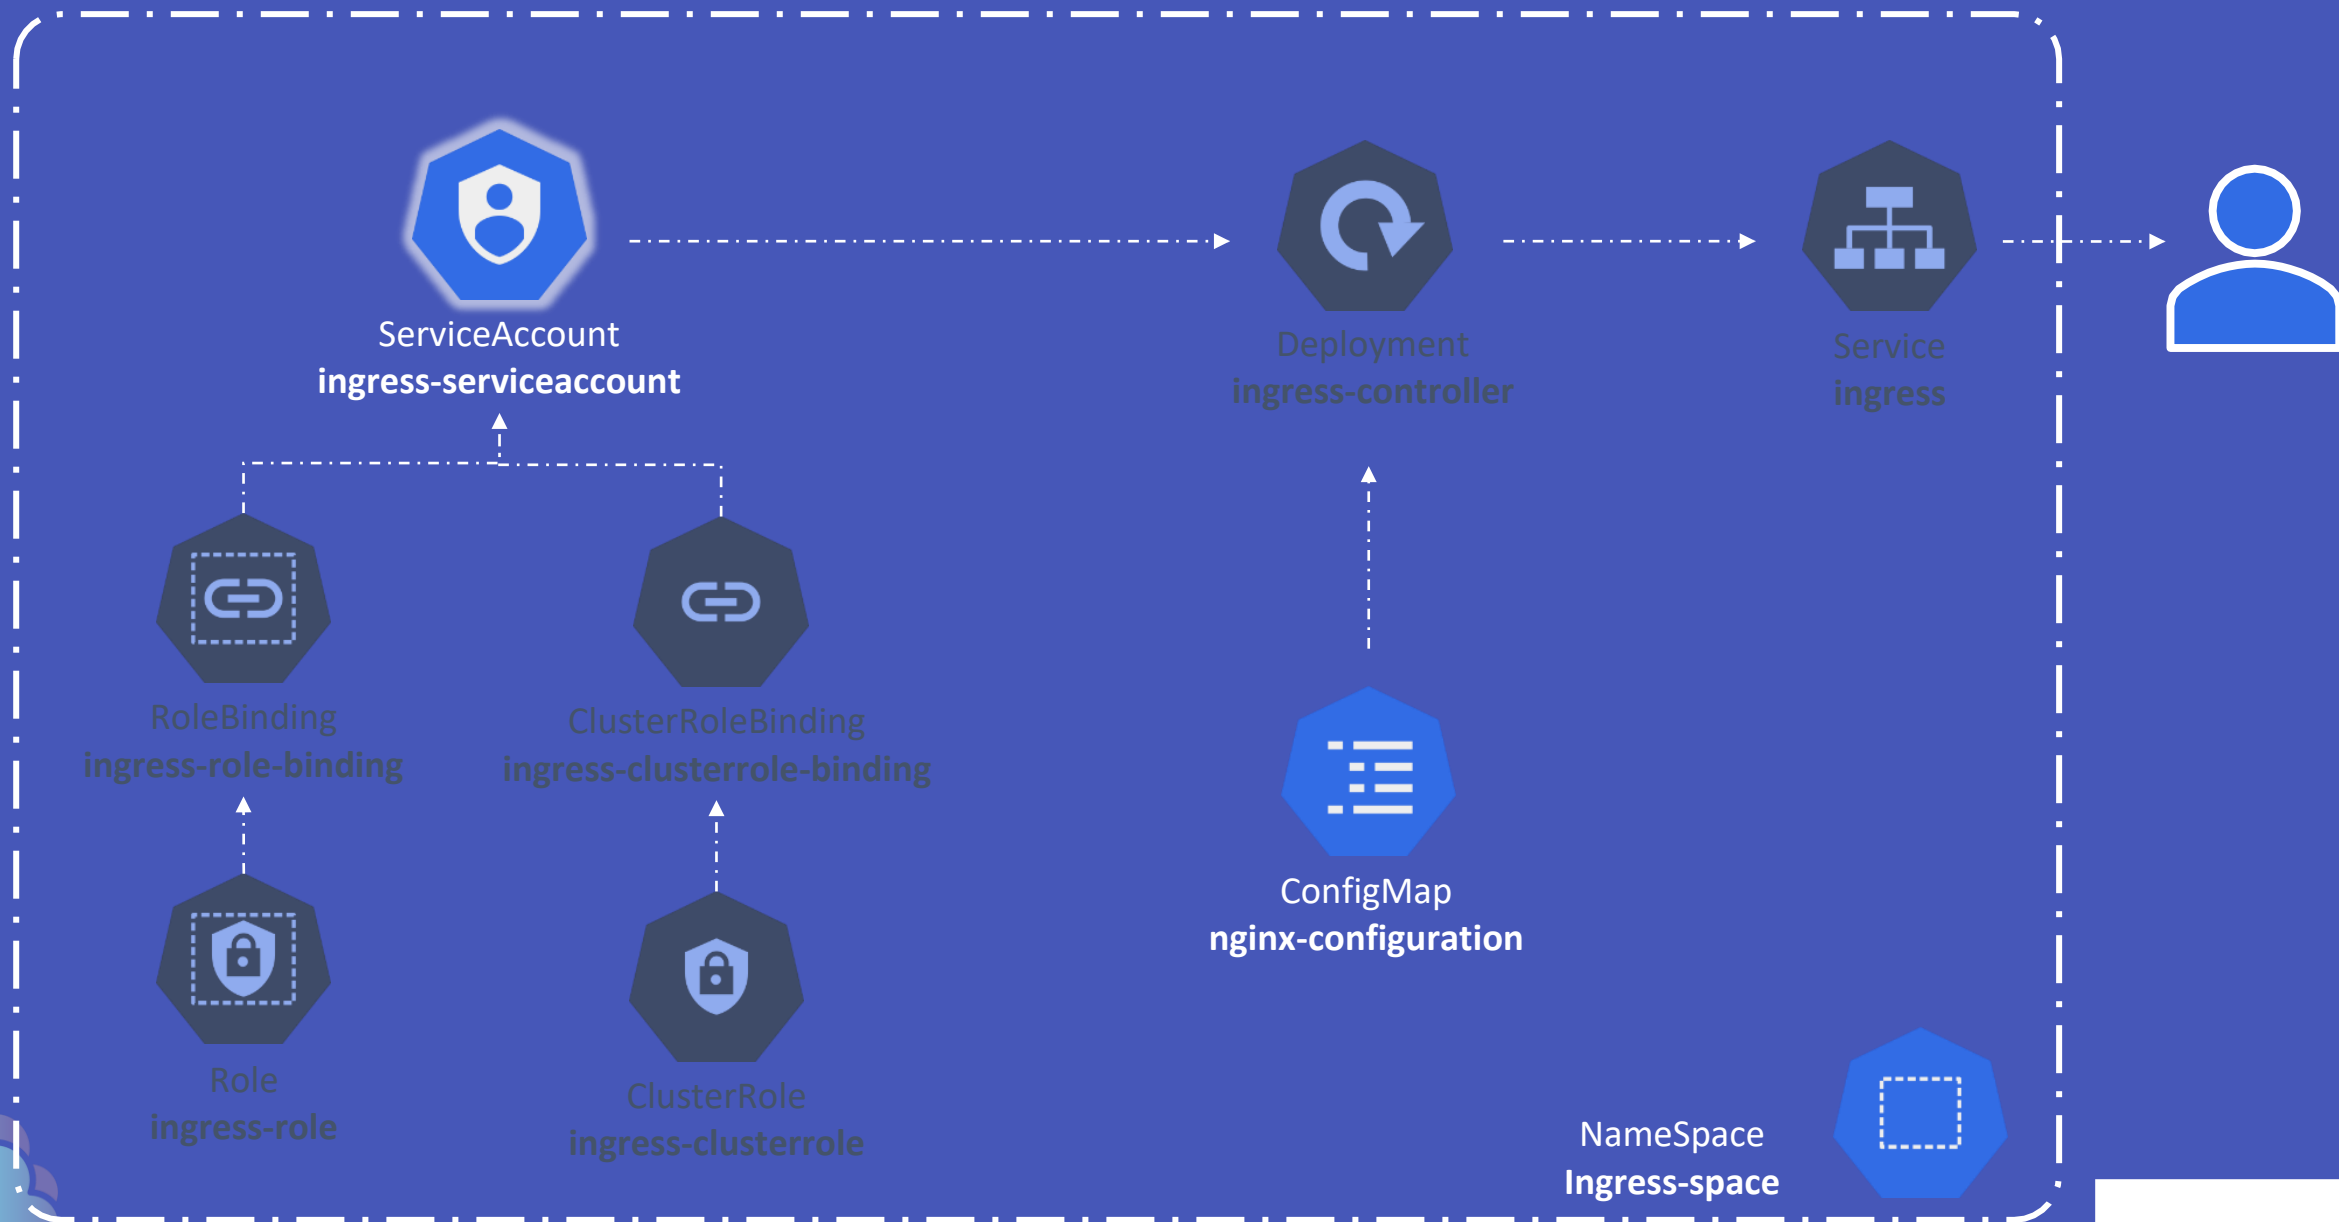 ServiceAccount
ingress-serviceaccount
Deployment
ingress-controller
Service
ingress
RoleBinding
ingress-role-binding
ClusterRoleBinding
ingress-clusterrole-binding
ConfigMap
nginx-configuration
Role
ingress-role
ClusterRole
ingress-clusterrole
NameSpace
Ingress-space